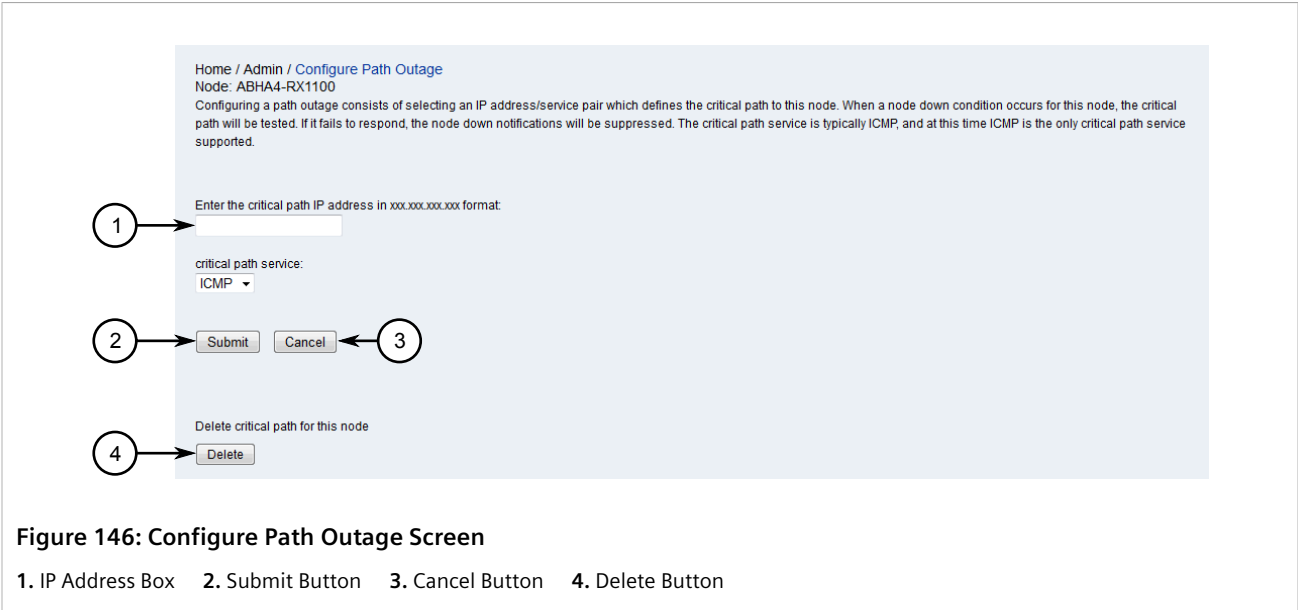 Home / Admin / Configure Path Outage
Node: ABHA4-RX1100
Configuring a path outage consists of selecting an IP address/service pair which defines the critical path to this node. When a node down condition occurs for this node, the critical
path will be tested. If it fails to respond, the node down notifications will be suppressed. The critical path service is typically ICMP, and at this time ICMP is the only critical path service
supported.
Enter the critical path IP address in xxx.xxx.xxx.xxx format:
1
critical path service:
ICMP
2 Submit Cancel 3
Delete critical path for this node
4 Delete
Figure 146: Configure Path Outage Screen
1. IP Address Box 2. Submit Button 3. Cancel Button 4. Delete Button